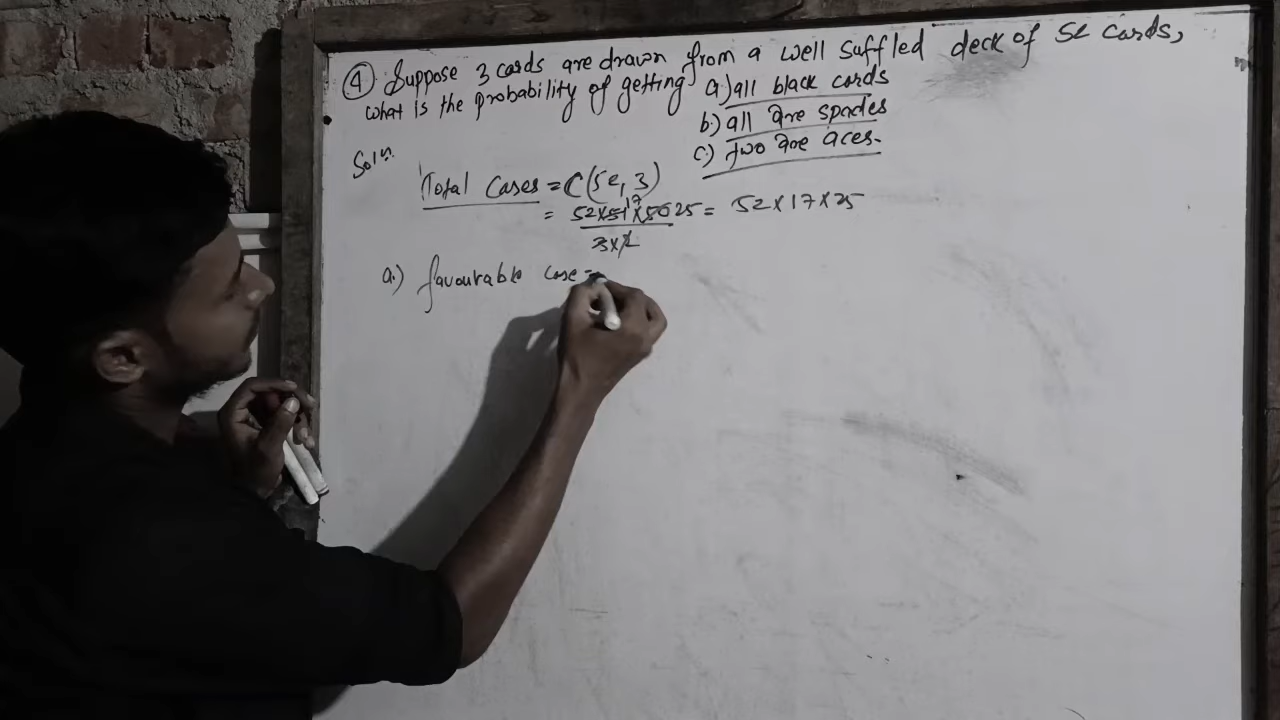 ④ Suppose 3 cards are drawn from a well suffled deck of 52 cards,
what is the probability of getting a.) all black cards
b.) all are spades
c.) two are aces.
Solⁿ.
Total Cases = C(52, 3)
= 52×51 17×50 25 = 52×17×25
3×2
a.) favourable case =